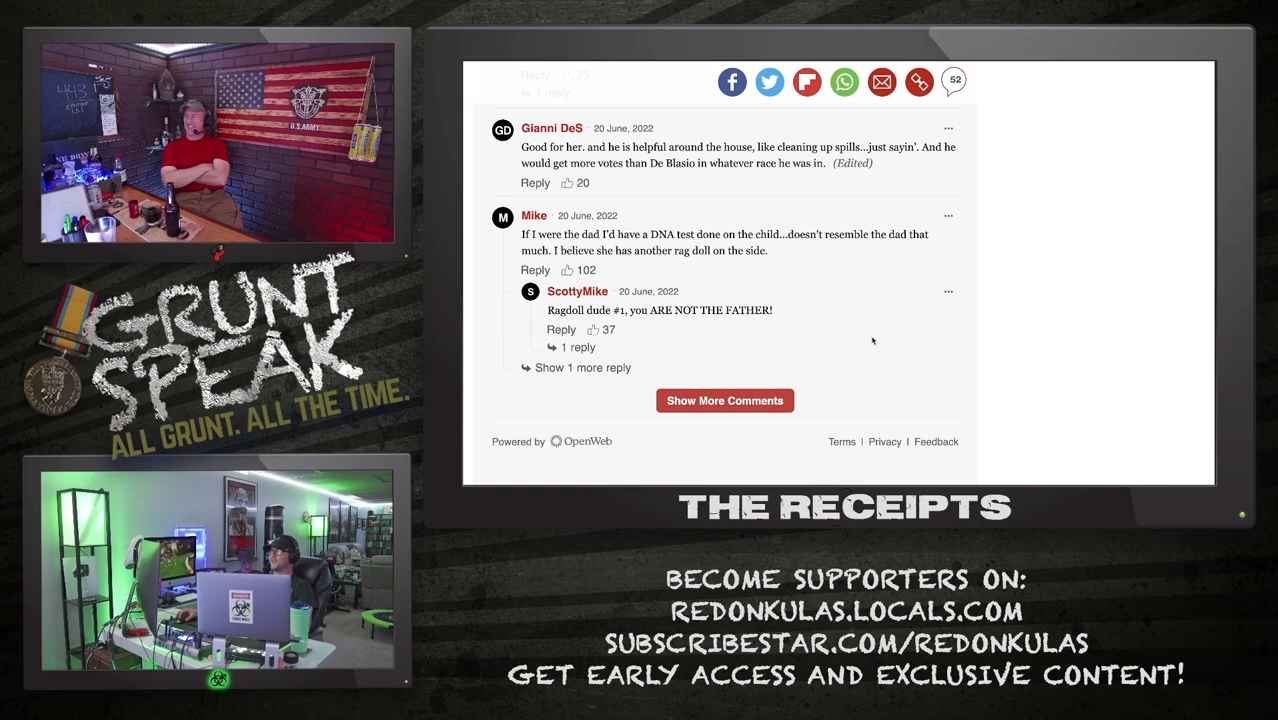 443
U.S. ARMY
GRUNT
SPEAK
ALL GRUNT. ALL THE TIME.
Reply 75
1 reply
52
GD
Gianni DeS · 20 June, 2022
Good for her. and he is helpful around the house, like cleaning up spills...just sayin'. And he
would get more votes than De Blasio in whatever race he was in. (Edited)
Reply 20
M
Mike · 20 June, 2022
If I were the dad I'd have a DNA test done on the child...doesn't resemble the dad that
much. I believe she has another rag doll on the side.
Reply 102
S
ScottyMike · 20 June, 2022
Ragdoll dude #1, you ARE NOT THE FATHER!
Reply 37
1 reply
Show 1 more reply
Show More Comments
Powered by OpenWeb
Terms | Privacy | Feedback
THE RECEIPTS
BECOME SUPPORTERS ON:
REDONKULAS.LOCALS.COM
SUBSCRIBESTAR.COM/REDONKULAS
GET EARLY ACCESS AND EXCLUSIVE CONTENT!